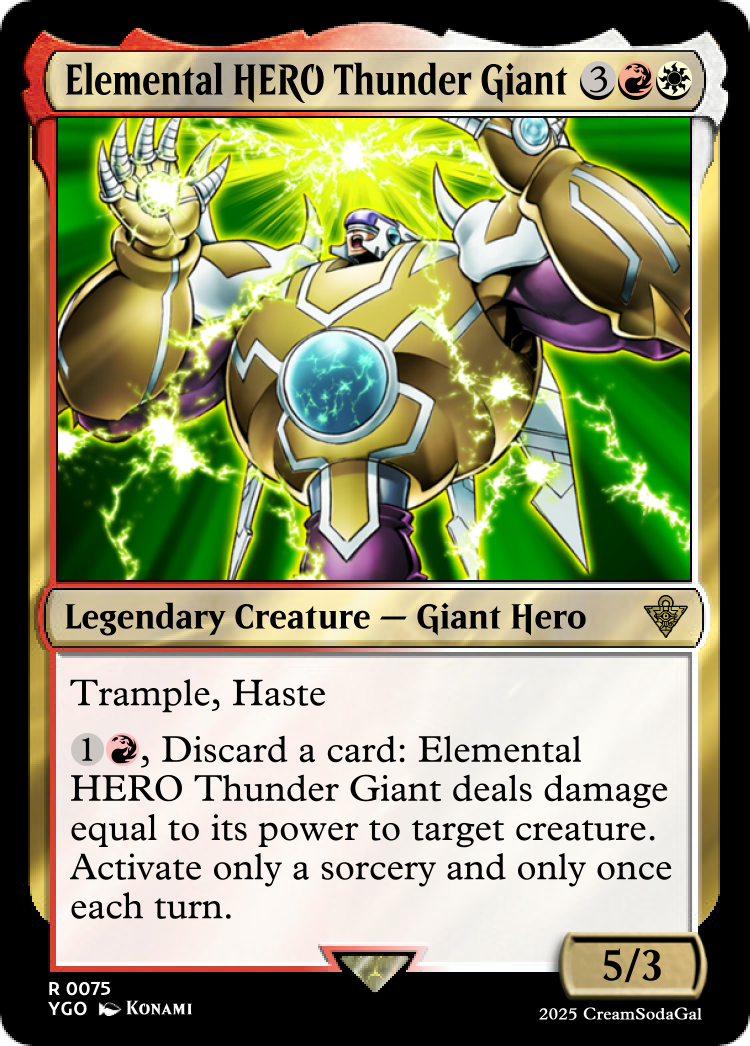 Elemental HERO Thunder Giant 3
Legendary Creature — Giant Hero
Trample, Haste
1 , Discard a card: Elemental
HERO Thunder Giant deals damage
equal to its power to target creature.
Activate only a sorcery and only once
each turn.
5/3
R 0075
YGO KONAMI
2025 CreamSodaGal